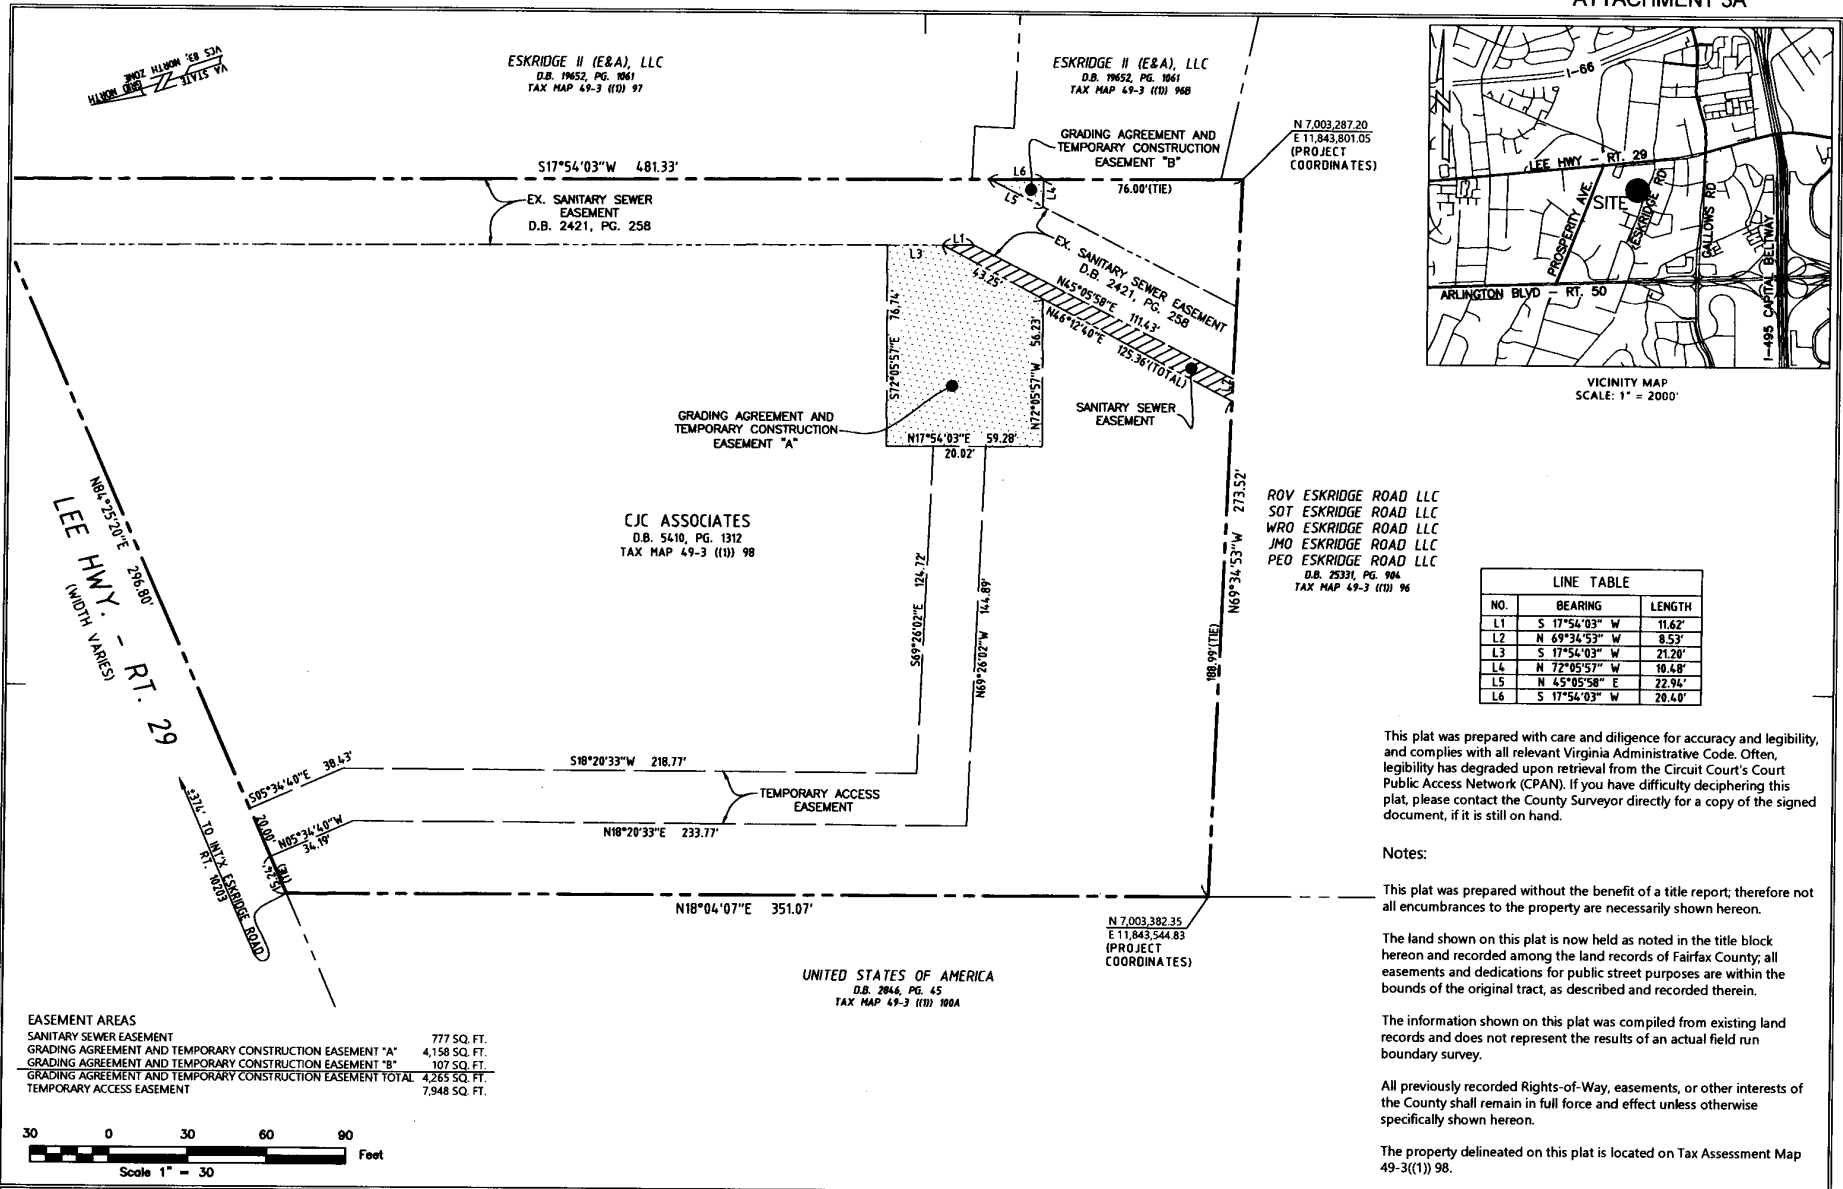 ATTACHMENT 3A
VA STATE GRID NORTH
VCS 83; NORTH ZONE
ESKRIDGE II (E&A), LLC
D.B. 19652, PG. 1061
TAX MAP 49-3 ((1)) 97
ESKRIDGE II (E&A), LLC
D.B. 19652, PG. 1061
TAX MAP 49-3 ((1)) 96B
N 7,003,287.20
E 11,843,801.05
(PROJECT
COORDINATES)
GRADING AGREEMENT AND
TEMPORARY CONSTRUCTION
EASEMENT "B"
S17°54'03"W 481.33'
L6
L5
L4
76.00'(TIE)
EX. SANITARY SEWER
EASEMENT
D.B. 2421, PG. 258
L3
L1
EX. SANITARY SEWER EASEMENT
D.B. 2421, PG. 258
43.25'
N45°05'58"E 111.43'
N46°12'40"E 125.36'(TOTAL)
L2
S72°05'57"E 76.74'
N72°05'57"W 56.23'
GRADING AGREEMENT AND
TEMPORARY CONSTRUCTION
EASEMENT "A"
SANITARY SEWER
EASEMENT
N17°54'03"E 59.28'
20.02'
N84°25'20"E 296.80'
LEE HWY. - RT. 29
(WIDTH VARIES)
CJC ASSOCIATES
D.B. 5410, PG. 1312
TAX MAP 49-3 ((1)) 98
S69°26'02"E 124.72'
N69°26'02"W 144.89'
N69°34'53"W 273.52'
188.99'(TIE)
ROV ESKRIDGE ROAD LLC
SOT ESKRIDGE ROAD LLC
WRO ESKRIDGE ROAD LLC
JMO ESKRIDGE ROAD LLC
PEO ESKRIDGE ROAD LLC
D.B. 25331, PG. 904
TAX MAP 49-3 ((1)) 96
S05°34'40"E 38.43'
S18°20'33"W 218.77'
TEMPORARY ACCESS
EASEMENT
20.00'
N05°34'40"W
34.19'
N18°20'33"E 233.77'
15.24'
(TIE)
±374' TO INT'X ESKRIDGE ROAD
RT. 10203
N18°04'07"E 351.07'
N 7,003,382.35
E 11,843,544.83
(PROJECT
COORDINATES)
UNITED STATES OF AMERICA
D.B. 2846, PG. 45
TAX MAP 49-3 ((1)) 100A
EASEMENT AREAS
SANITARY SEWER EASEMENT 777 SQ. FT.
GRADING AGREEMENT AND TEMPORARY CONSTRUCTION EASEMENT "A" 4,158 SQ. FT.
GRADING AGREEMENT AND TEMPORARY CONSTRUCTION EASEMENT "B" 107 SQ. FT.
GRADING AGREEMENT AND TEMPORARY CONSTRUCTION EASEMENT TOTAL 4,265 SQ. FT.
TEMPORARY ACCESS EASEMENT 7,948 SQ. FT.
30 0 30 60 90
Feet
Scale 1" = 30
I-66
LEE HWY - RT. 29
SITE
PROSPERITY AVE.
ESKRIDGE RD
GALLOWS RD
I-495 CAPITAL BELTWAY
ARLINGTON BLVD - RT. 50
VICINITY MAP
SCALE: 1" = 2000'
LINE TABLE
NO. BEARING LENGTH
L1 S 17°54'03" W 11.62'
L2 N 69°34'53" W 8.53'
L3 S 17°54'03" W 21.20'
L4 N 72°05'57" W 10.48'
L5 N 45°05'58" E 22.94'
L6 S 17°54'03" W 20.40'
This plat was prepared with care and diligence for accuracy and legibility,
and complies with all relevant Virginia Administrative Code. Often,
legibility has degraded upon retrieval from the Circuit Court's Court
Public Access Network (CPAN). If you have difficulty deciphering this
plat, please contact the County Surveyor directly for a copy of the signed
document, if it is still on hand.
Notes:
This plat was prepared without the benefit of a title report; therefore not
all encumbrances to the property are necessarily shown hereon.
The land shown on this plat is now held as noted in the title block
hereon and recorded among the land records of Fairfax County; all
easements and dedications for public street purposes are within the
bounds of the original tract, as described and recorded therein.
The information shown on this plat was compiled from existing land
records and does not represent the results of an actual field run
boundary survey.
All previously recorded Rights-of-Way, easements, or other interests of
the County shall remain in full force and effect unless otherwise
specifically shown hereon.
The property delineated on this plat is located on Tax Assessment Map
49-3((1)) 98.